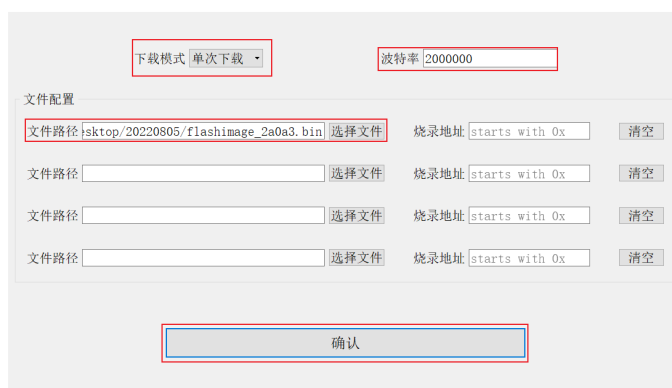 下载模式 单次下载 波特率 2000000
文件配置
文件路径 sktop/20220805/flashimage_2a0a3.bin 选择文件 烧录地址 starts with 0x 清空
文件路径 选择文件 烧录地址 starts with 0x 清空
文件路径 选择文件 烧录地址 starts with 0x 清空
文件路径 选择文件 烧录地址 starts with 0x 清空
确认